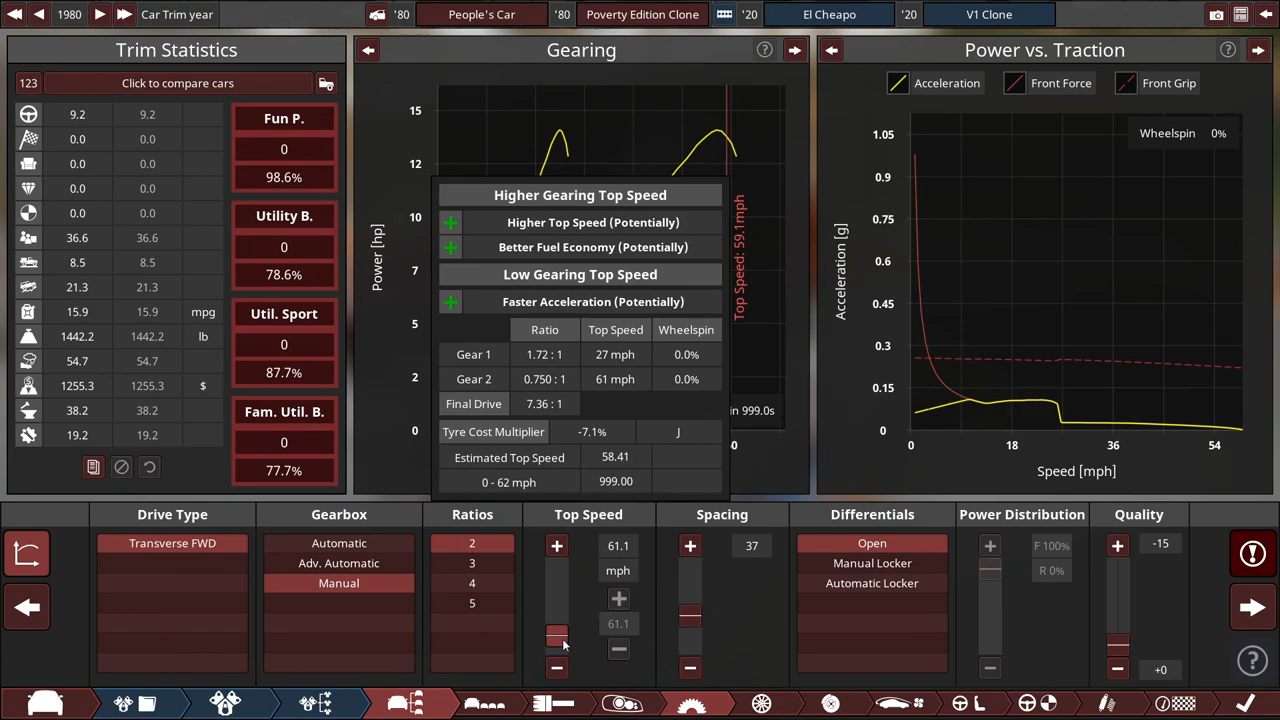 1980 Car Trim year '80 People's Car '80 Poverty Edition Clone '20 El Cheapo '20 V1 Clone
Trim Statistics
123 Click to compare cars
9.2 9.2
0.0 0.0
0.0 0.0
0.0 0.0
0.0 0.0
36.6 36.6
8.5 8.5
21.3 21.3
15.9 15.9 mpg
1442.2 1442.2 lb
54.7 54.7
1255.3 1255.3 $
38.2 38.2
19.2 19.2
Fun P.
0
98.6%
Utility B.
0
78.6%
Util. Sport
0
87.7%
Fam. Util. B.
0
77.7%
Gearing ?
Power [hp]
15
12
10
7
5
2
0
Top Speed: 59.1mph
in 999.0s
0
Higher Gearing Top Speed
Higher Top Speed (Potentially)
Better Fuel Economy (Potentially)
Low Gearing Top Speed
Faster Acceleration (Potentially)
Ratio Top Speed Wheelspin
Gear 1 1.72 : 1 27 mph 0.0%
Gear 2 0.750 : 1 61 mph 0.0%
Final Drive 7.36 : 1
Tyre Cost Multiplier -7.1% J
Estimated Top Speed 58.41
0 - 62 mph 999.00
Power vs. Traction ?
Acceleration Front Force Front Grip
Wheelspin 0%
Acceleration [g]
1.05
0.9
0.75
0.6
0.45
0.3
0.15
0
0 18 36 54
Speed [mph]
Drive Type
Transverse FWD
Gearbox
Automatic
Adv. Automatic
Manual
Ratios
2
3
4
5
Top Speed
61.1
mph
61.1
Spacing
37
Differentials
Open
Manual Locker
Automatic Locker
Power Distribution
F 100%
R 0%
Quality
-15
+0
?